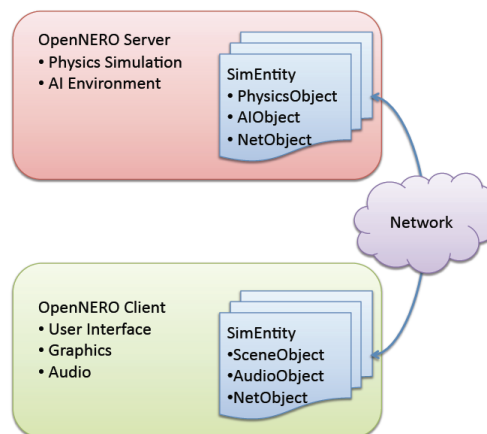 OpenNERO Server
• Physics Simulation
• AI Environment
SimEntity
• PhysicsObject
• AIObject
• NetObject
Network
OpenNERO Client
• User Interface
• Graphics
• Audio
SimEntity
•SceneObject
•AudioObject
•NetObject